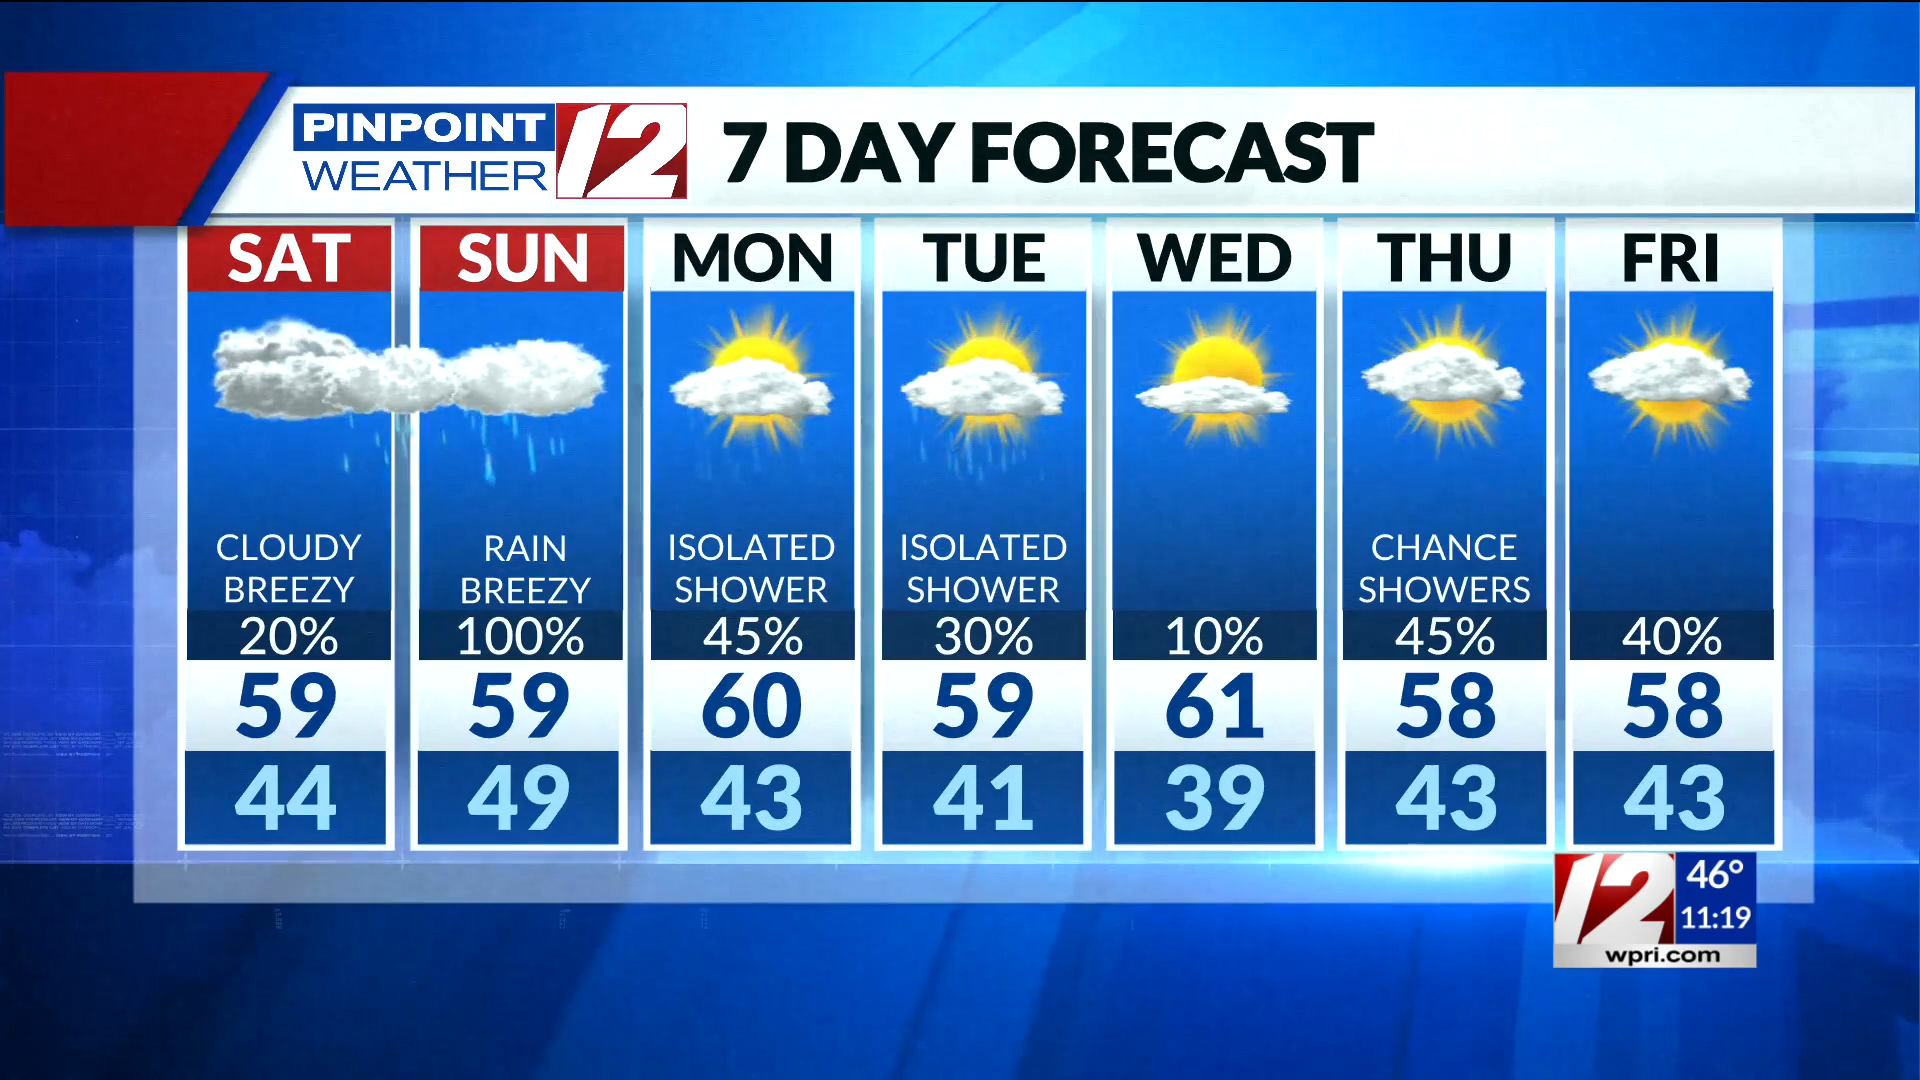 PINPOINT
WEATHER 12
7 DAY FORECAST
SAT SUN MON TUE WED THU FRI
CLOUDY
BREEZY
RAIN
BREEZY
ISOLATED
SHOWER
ISOLATED
SHOWER
CHANCE
SHOWERS
20% 100% 45% 30% 10% 45% 40%
59 59 60 59 61 58 58
44 49 43 41 39 43 43
12
46°
11:19
wpri.com